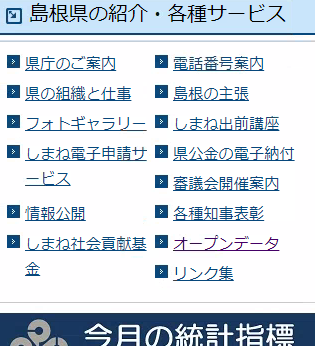 島根県の紹介・各種サービス
県庁のご案内
県の組織と仕事
フォトギャラリー
しまね電子申請サ
ービス
情報公開
しまね社会貢献基
金
電話番号案内
島根の主張
しまね出前講座
県公金の電子納付
審議会開催案内
各種知事表彰
オープンデータ
リンク集
今月の統計指標